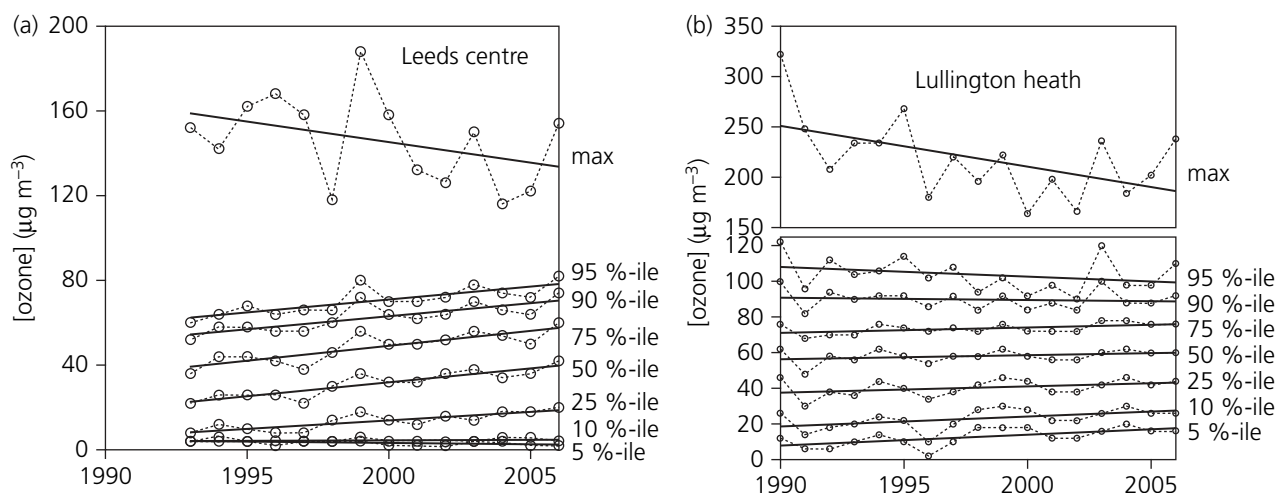 (a)
Leeds centre
[ozone] (µg m⁻³)
200
160
120
80
40
0
1990
1995
2000
2005
max
95 %-ile
90 %-ile
75 %-ile
50 %-ile
25 %-ile
10 %-ile
5 %-ile
(b)
Lullington heath
[ozone] (µg m⁻³)
350
300
250
200
150
120
100
80
60
40
20
0
1990
1995
2000
2005
max
95 %-ile
90 %-ile
75 %-ile
50 %-ile
25 %-ile
10 %-ile
5 %-ile